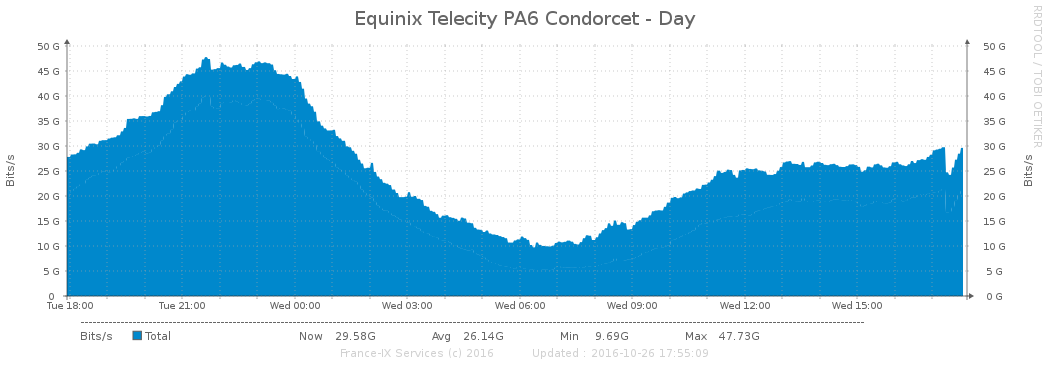 Equinix Telecity PA6 Condorcet - Day
RRDTOOL / TOBI OETIKER
Bits/s
50 G
45 G
40 G
35 G
30 G
25 G
20 G
15 G
10 G
5 G
0
50 G
45 G
40 G
35 G
30 G
25 G
20 G
15 G
10 G
5 G
0 G
Bits/s
Tue 18:00 Tue 21:00 Wed 00:00 Wed 03:00 Wed 06:00 Wed 09:00 Wed 12:00 Wed 15:00
Bits/s Total Now 29.58G Avg 26.14G Min 9.69G Max 47.73G
France-IX Services (c) 2016 Updated : 2016-10-26 17:55:09